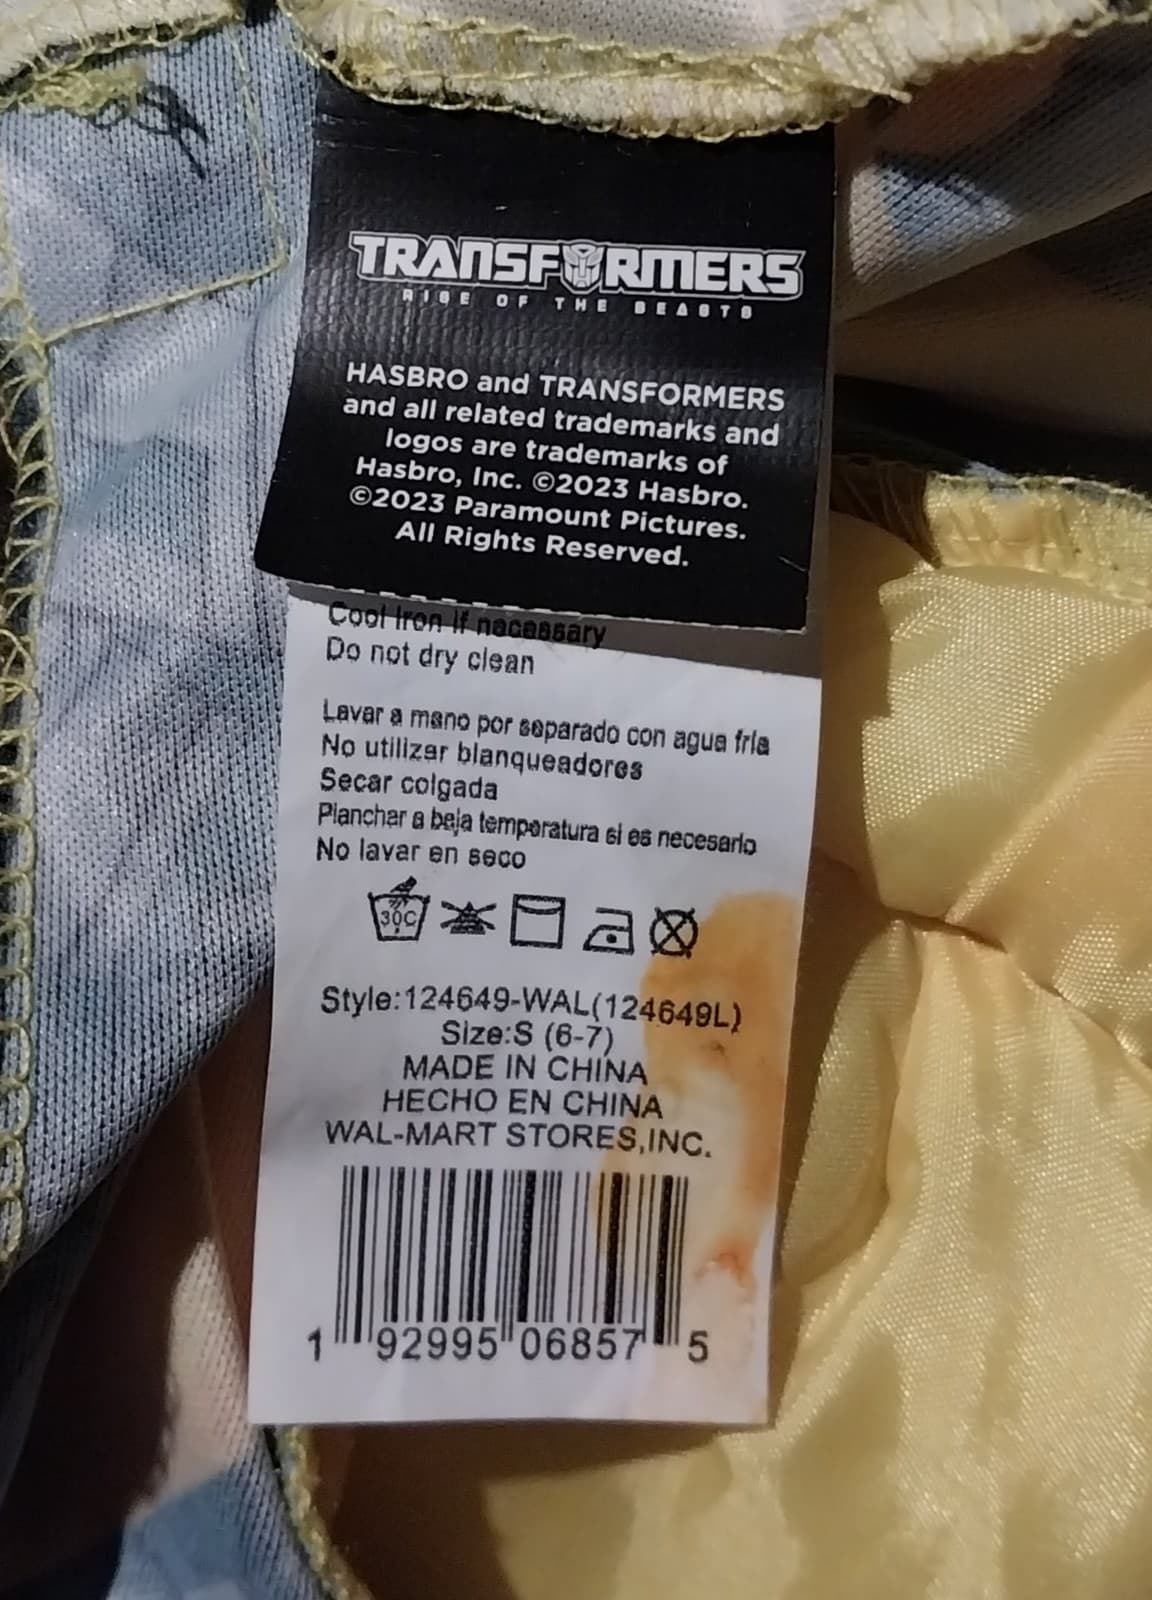 TRANSFORMERS
RISE OF THE BEASTS
HASBRO and TRANSFORMERS
and all related trademarks and
logos are trademarks of
Hasbro, Inc. ©2023 Hasbro.
©2023 Paramount Pictures.
All Rights Reserved.
Cool Iron If necessary
Do not dry clean
Lavar a mano por separado con agua fría
No utilizar blanqueadores
Secar colgada
Planchar a baja temperatura si es necesario
No lavar en seco
30C
Style:124649-WAL(124649L)
Size:S (6-7)
MADE IN CHINA
HECHO EN CHINA
WAL-MART STORES,INC.
1 92995 06857 5